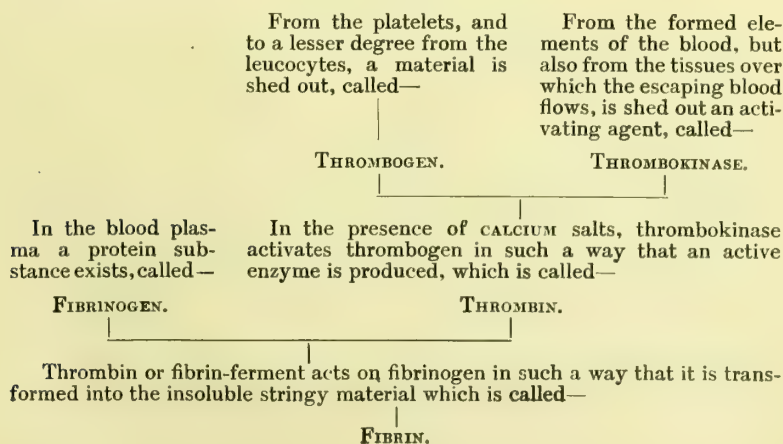 From the platelets, and
to a lesser degree from the
leucocytes, a material is
shed out, called—
THROMBOGEN.
From the formed ele-
ments of the blood, but
also from the tissues over
which the escaping blood
flows, is shed out an acti-
vating agent, called—
THROMBOKINASE.
In the blood plas-
ma a protein sub-
stance exists, called—
FIBRINOGEN.
In the presence of CALCIUM salts, thrombokinase
activates thrombogen in such a way that an active
enzyme is produced, which is called—
THROMBIN.
Thrombin or fibrin-ferment acts on fibrinogen in such a way that it is trans-
formed into the insoluble stringy material which is called—
FIBRIN.